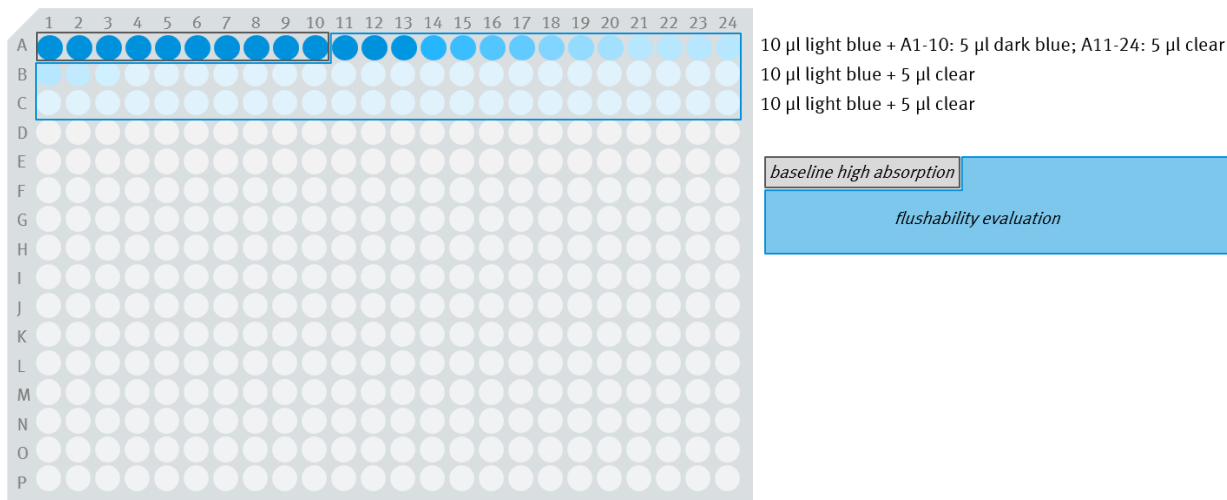 1 2 3 4 5 6 7 8 9 10 11 12 13 14 15 16 17 18 19 20 21 22 23 24
A 10 µl light blue + A1-10: 5 µl dark blue; A11-24: 5 µl clear
B 10 µl light blue + 5 µl clear
C 10 µl light blue + 5 µl clear
D
E
baseline high absorption
F
flushability evaluation
G
H
I
J
K
L
M
N
O
P